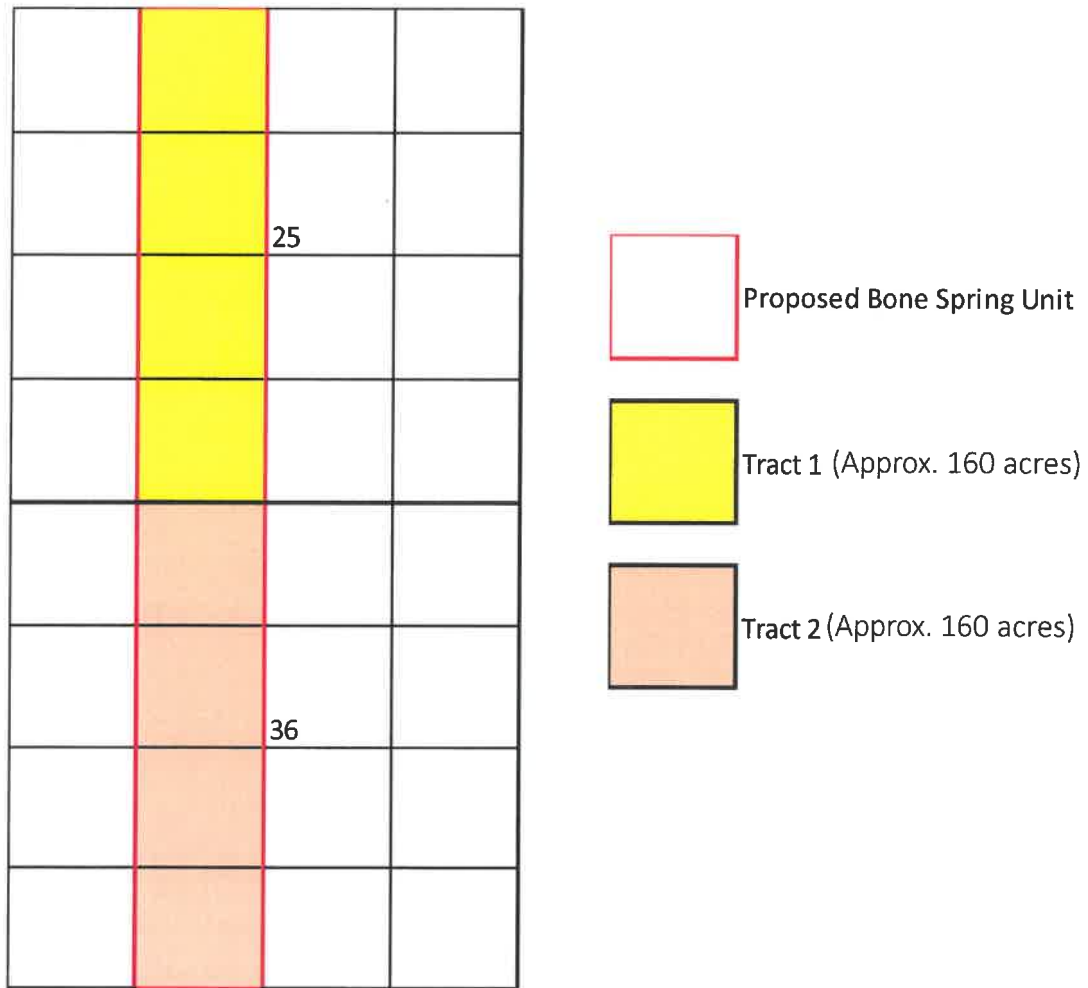 25
36
Proposed Bone Spring Unit
Tract 1 (Approx. 160 acres)
Tract 2 (Approx. 160 acres)